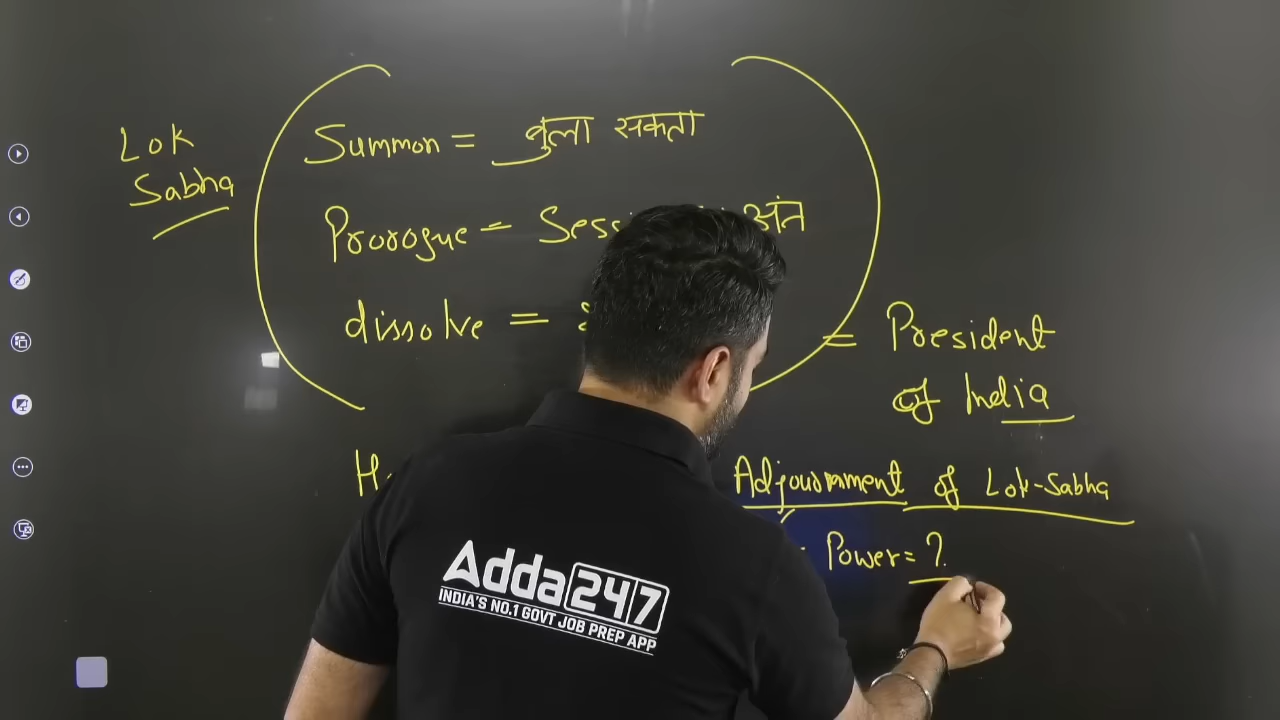 Lok
Sabha
Summon = बुला सकता
Prorogue = Sess अंत
dissolve =
= President
of India
Adjournment of Lok-Sabha
Power = ?
Adda247
INDIA'S NO.1 GOVT JOB PREP APP